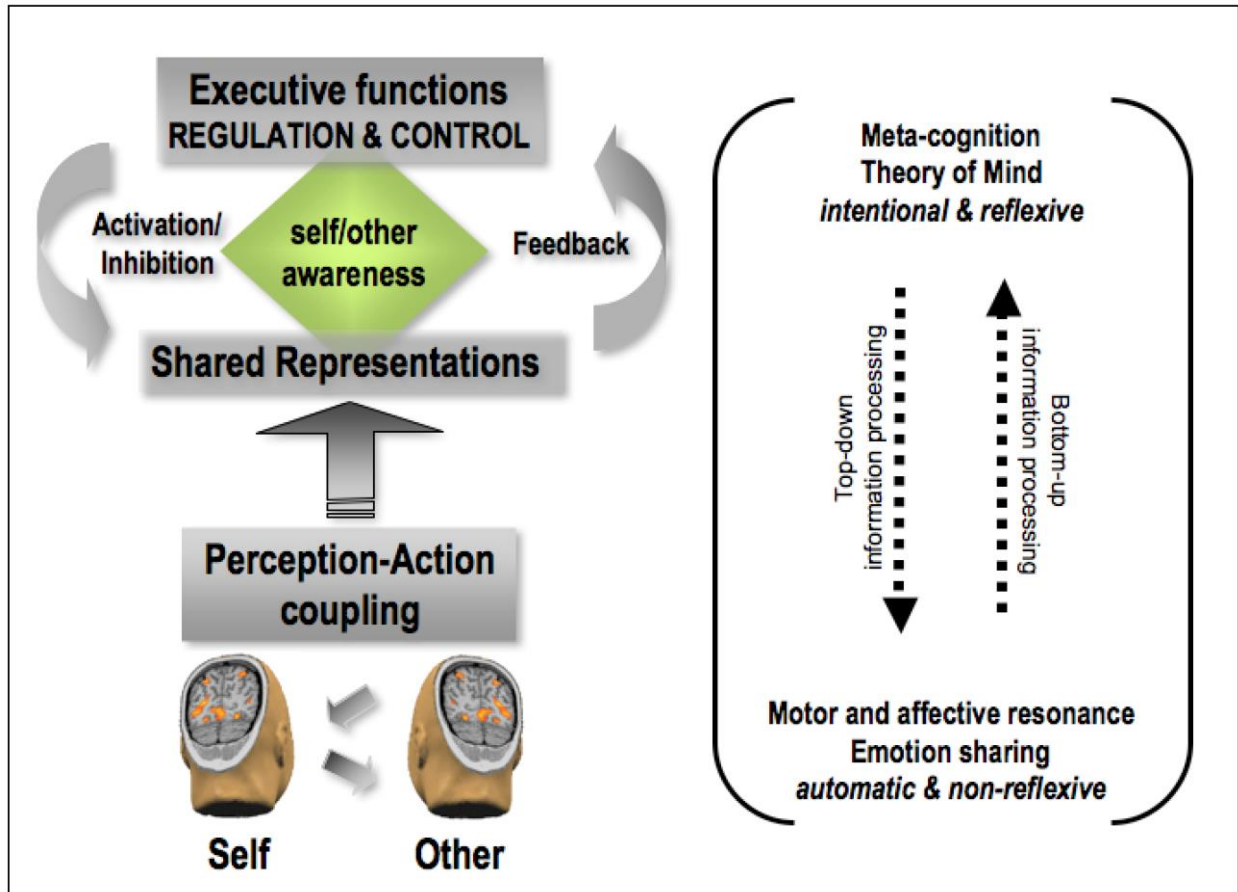 Executive functions
REGULATION & CONTROL
Activation/
Inhibition
self/other
awareness
Feedback
Shared Representations
Perception-Action
coupling
Self
Other
Meta-cognition
Theory of Mind
intentional & reflexive
Top-down
information processing
Bottom-up
information processing
Motor and affective resonance
Emotion sharing
automatic & non-reflexive